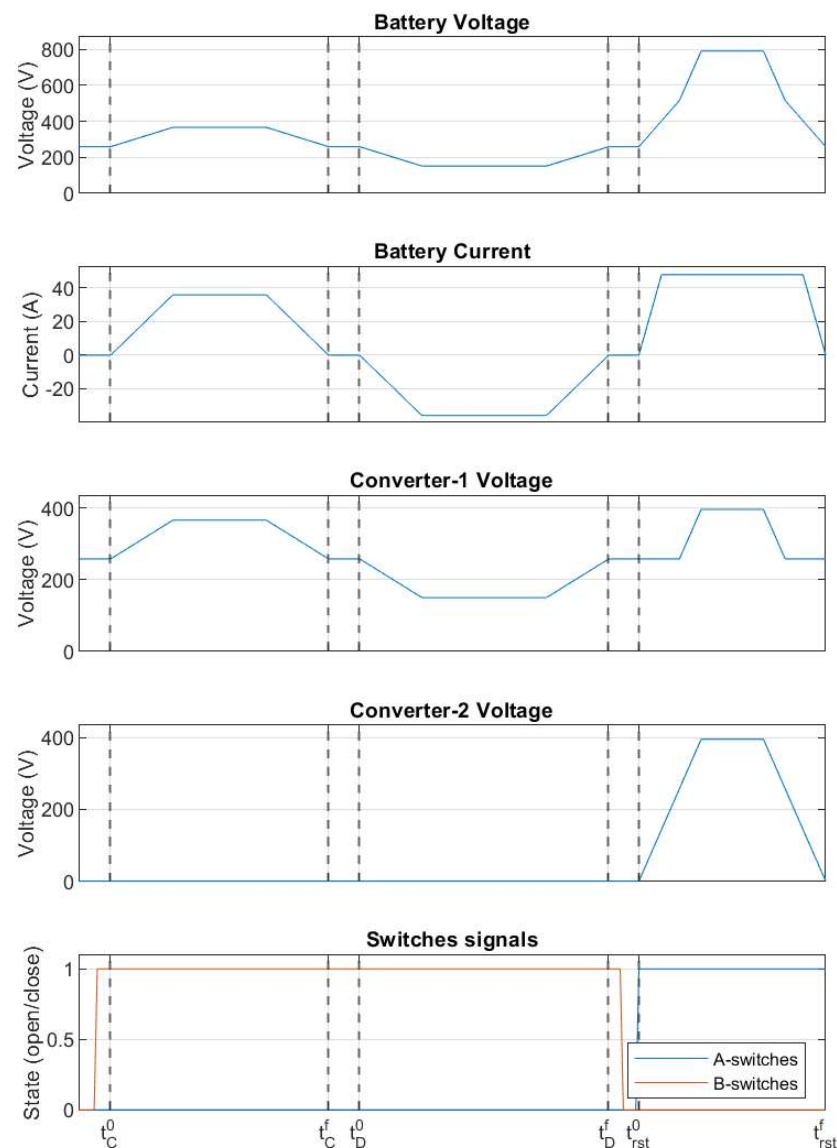 Battery Voltage
Voltage (V)
800
600
400
200
0
Battery Current
Current (A)
40
20
0
-20
Converter-1 Voltage
Voltage (V)
400
200
0
Converter-2 Voltage
Voltage (V)
400
200
0
Switches signals
State (open/close)
1
0.5
0
A-switches
B-switches
t_C^0 t_C^f t_D^0 t_D^f t_rst^0 t_rst^f